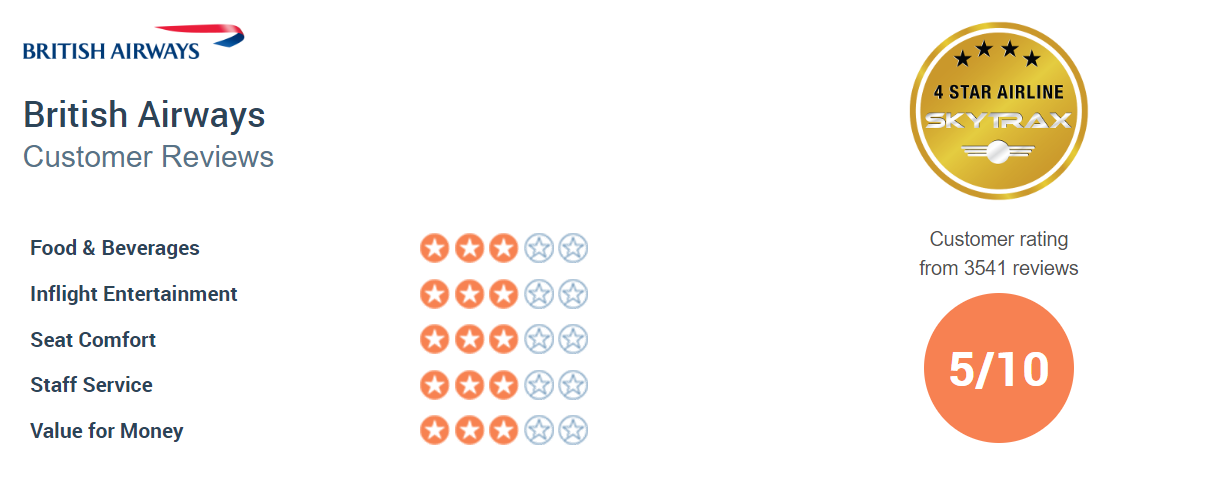 BRITISH AIRWAYS
British Airways
Customer Reviews
4 STAR AIRLINE
SKYTRAX
Food & Beverages
Inflight Entertainment
Seat Comfort
Staff Service
Value for Money
Customer rating
from 3541 reviews
5/10